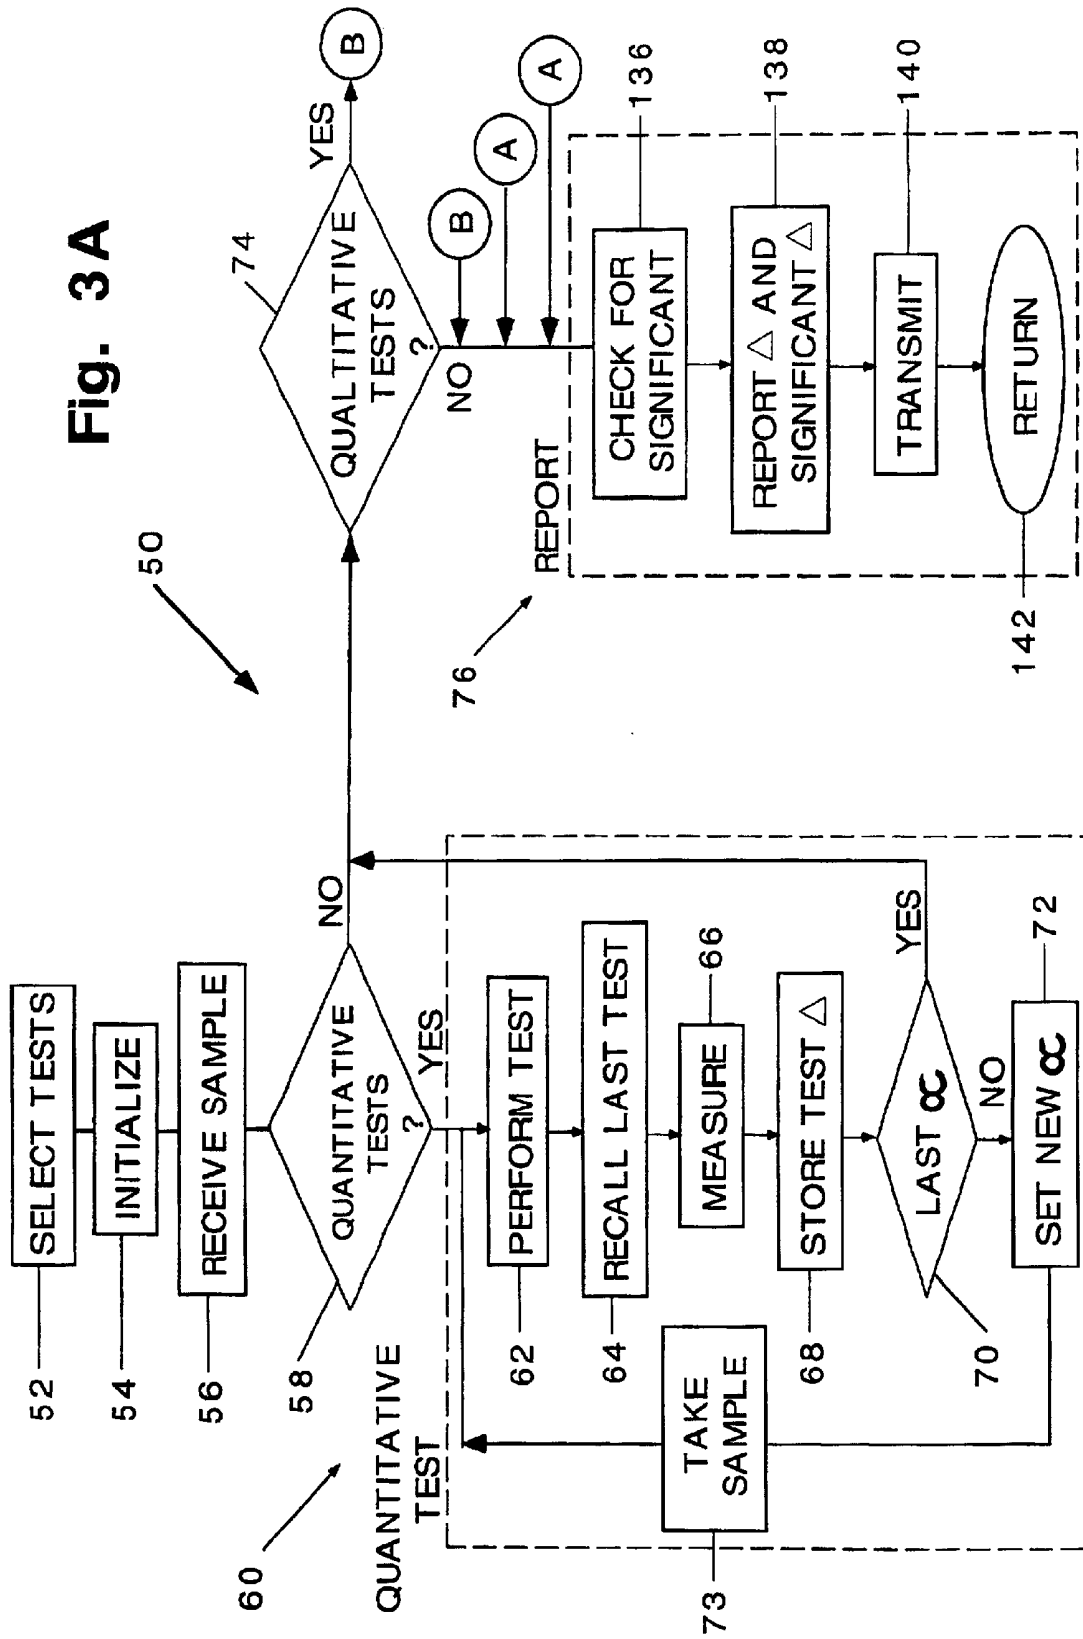 Fig. 3A
50
52
SELECT TESTS
54
INITIALIZE
56
RECEIVE SAMPLE
58
QUANTITATIVE
TESTS
?
NO
YES
60
QUANTITATIVE
TEST
62
PERFORM TEST
64
RECALL LAST TEST
MEASURE
66
68
STORE TEST △
70
LAST ∝
YES
NO
SET NEW ∝
72
73
TAKE
SAMPLE
74
QUALTITATIVE
TESTS
?
YES
B
NO
B
A
A
76
REPORT
CHECK FOR
SIGNIFICANT
136
REPORT △ AND
SIGNIFICANT △
138
TRANSMIT
140
RETURN
142